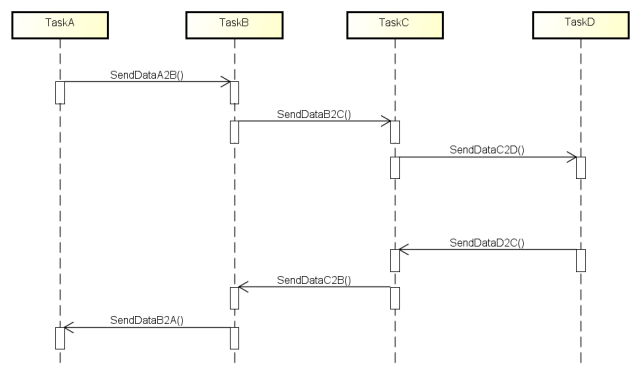 TaskA
TaskB
TaskC
TaskD
SendDataA2B()
SendDataB2C()
SendDataC2D()
SendDataD2C()
SendDataC2B()
SendDataB2A()